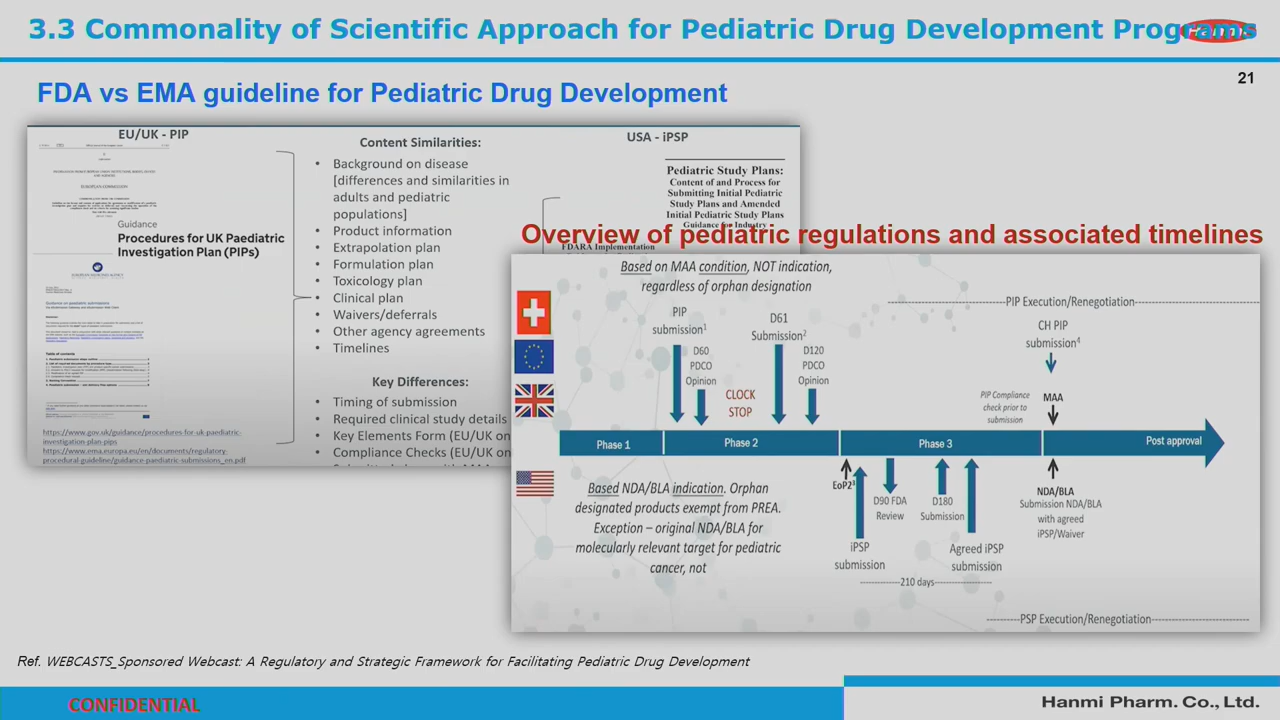 3.3 Commonality of Scientific Approach for Pediatric Drug Development Programs
Hanmi
21
FDA vs EMA guideline for Pediatric Drug Development
EU/UK - PIP
Guidance
Procedures for UK Paediatric
Investigation Plan (PIPs)
https://www.gov.uk/guidance/procedures-for-uk-paediatric-
investigation-plan-pips
https://www.ema.europa.eu/en/documents/regulatory-
procedural-guideline/guidance-paediatric-submissions_en.pdf
Content Similarities:
• Background on disease
[differences and similarities in
adults and pediatric
populations]
• Product information
• Extrapolation plan
• Formulation plan
• Toxicology plan
• Clinical plan
• Waivers/deferrals
• Other agency agreements
• Timelines
Key Differences:
• Timing of submission
• Required clinical study details
• Key Elements Form (EU/UK on
• Compliance Checks (EU/UK on
USA - iPSP
Pediatric Study Plans:
Content of and Process for
Submitting Initial Pediatric
Study Plans and Amended
Initial Pediatric Study Plans
Guidance for Industry
FDARA Implementation
Overview of pediatric regulations and associated timelines
Based on MAA condition, NOT indication,
regardless of orphan designation
---PIP Execution/Renegotiation---
PIP
submission¹
D60
PDCO
Opinion
CLOCK
STOP
D61
Submission²
D120
PDCO
Opinion
CH PIP
submission⁴
PIP Compliance
check prior to
submission
MAA
Phase 1
Phase 2
Phase 3
Post approval
Based NDA/BLA indication. Orphan
designated products exempt from PREA.
Exception – original NDA/BLA for
molecularly relevant target for pediatric
cancer, not
EoP2³
iPSP
submission
D90 FDA
Review
D180
Submission
Agreed iPSP
submission
---210 days---
NDA/BLA
Submission NDA/BLA
with agreed
iPSP/Waiver
---PSP Execution/Renegotiation---
Ref. WEBCASTS_Sponsored Webcast: A Regulatory and Strategic Framework for Facilitating Pediatric Drug Development
CONFIDENTIAL
Hanmi Pharm. Co., Ltd.